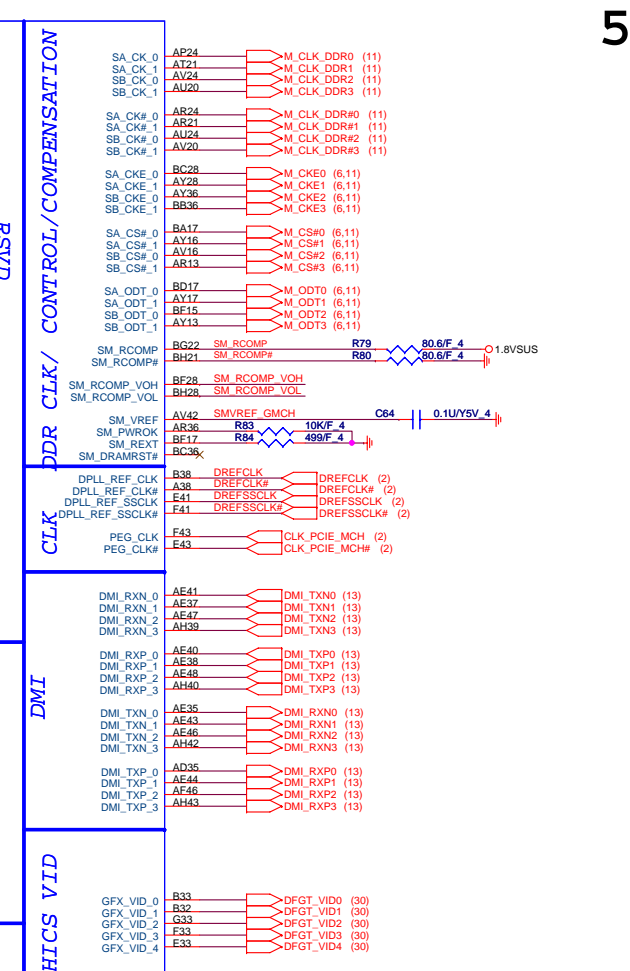 5
RSVD
DDR CLK/ CONTROL/COMPENSATION
SA_CK_0 AP24 M_CLK_DDR0 (11)
SA_CK_1 AT21 M_CLK_DDR1 (11)
SB_CK_0 AV24 M_CLK_DDR2 (11)
SB_CK_1 AU20 M_CLK_DDR3 (11)
SA_CK#_0 AR24 M_CLK_DDR#0 (11)
SA_CK#_1 AR21 M_CLK_DDR#1 (11)
SB_CK#_0 AU24 M_CLK_DDR#2 (11)
SB_CK#_1 AV20 M_CLK_DDR#3 (11)
SA_CKE_0 BC28 M_CKE0 (6,11)
SA_CKE_1 AY28 M_CKE1 (6,11)
SB_CKE_0 AY36 M_CKE2 (6,11)
SB_CKE_1 BB36 M_CKE3 (6,11)
SA_CS#_0 BA17 M_CS#0 (6,11)
SA_CS#_1 AY16 M_CS#1 (6,11)
SB_CS#_0 AV16 M_CS#2 (6,11)
SB_CS#_1 AR13 M_CS#3 (6,11)
SA_ODT_0 BD17 M_ODT0 (6,11)
SA_ODT_1 AY17 M_ODT1 (6,11)
SB_ODT_0 BF15 M_ODT2 (6,11)
SB_ODT_1 AY13 M_ODT3 (6,11)
SM_RCOMP BG22 SM_RCOMP R79 80.6/F_4 1.8VSUS
SM_RCOMP# BH21 SM_RCOMP# R80 80.6/F_4
SM_RCOMP_VOH BF28 SM_RCOMP_VOH
SM_RCOMP_VOL BH28 SM_RCOMP_VOL
SM_VREF AV42 SMVREF_GMCH C64 0.1U/Y5V_4
SM_PWROK AR36 R83 10K/F_4
SM_REXT BF17 R84 499/F_4
SM_DRAMRST# BC36
CLK
DPLL_REF_CLK B38 DREFCLK DREFCLK (2)
DPLL_REF_CLK# A38 DREFCLK# DREFCLK# (2)
DPLL_REF_SSCLK E41 DREFSSCLK DREFSSCLK (2)
DPLL_REF_SSCLK# F41 DREFSSCLK# DREFSSCLK# (2)
PEG_CLK F43 CLK_PCIE_MCH (2)
PEG_CLK# E43 CLK_PCIE_MCH# (2)
DMI
DMI_RXN_0 AE41 DMI_TXN0 (13)
DMI_RXN_1 AE37 DMI_TXN1 (13)
DMI_RXN_2 AE47 DMI_TXN2 (13)
DMI_RXN_3 AH39 DMI_TXN3 (13)
DMI_RXP_0 AE40 DMI_TXP0 (13)
DMI_RXP_1 AE38 DMI_TXP1 (13)
DMI_RXP_2 AE48 DMI_TXP2 (13)
DMI_RXP_3 AH40 DMI_TXP3 (13)
DMI_TXN_0 AE35 DMI_RXN0 (13)
DMI_TXN_1 AE43 DMI_RXN1 (13)
DMI_TXN_2 AE46 DMI_RXN2 (13)
DMI_TXN_3 AH42 DMI_RXN3 (13)
DMI_TXP_0 AD35 DMI_RXP0 (13)
DMI_TXP_1 AE44 DMI_RXP1 (13)
DMI_TXP_2 AF46 DMI_RXP2 (13)
DMI_TXP_3 AH43 DMI_RXP3 (13)
HICS VID
GFX_VID_0 B33 DFGT_VID0 (30)
GFX_VID_1 B32 DFGT_VID1 (30)
GFX_VID_2 G33 DFGT_VID2 (30)
GFX_VID_3 F33 DFGT_VID3 (30)
GFX_VID_4 E33 DFGT_VID4 (30)